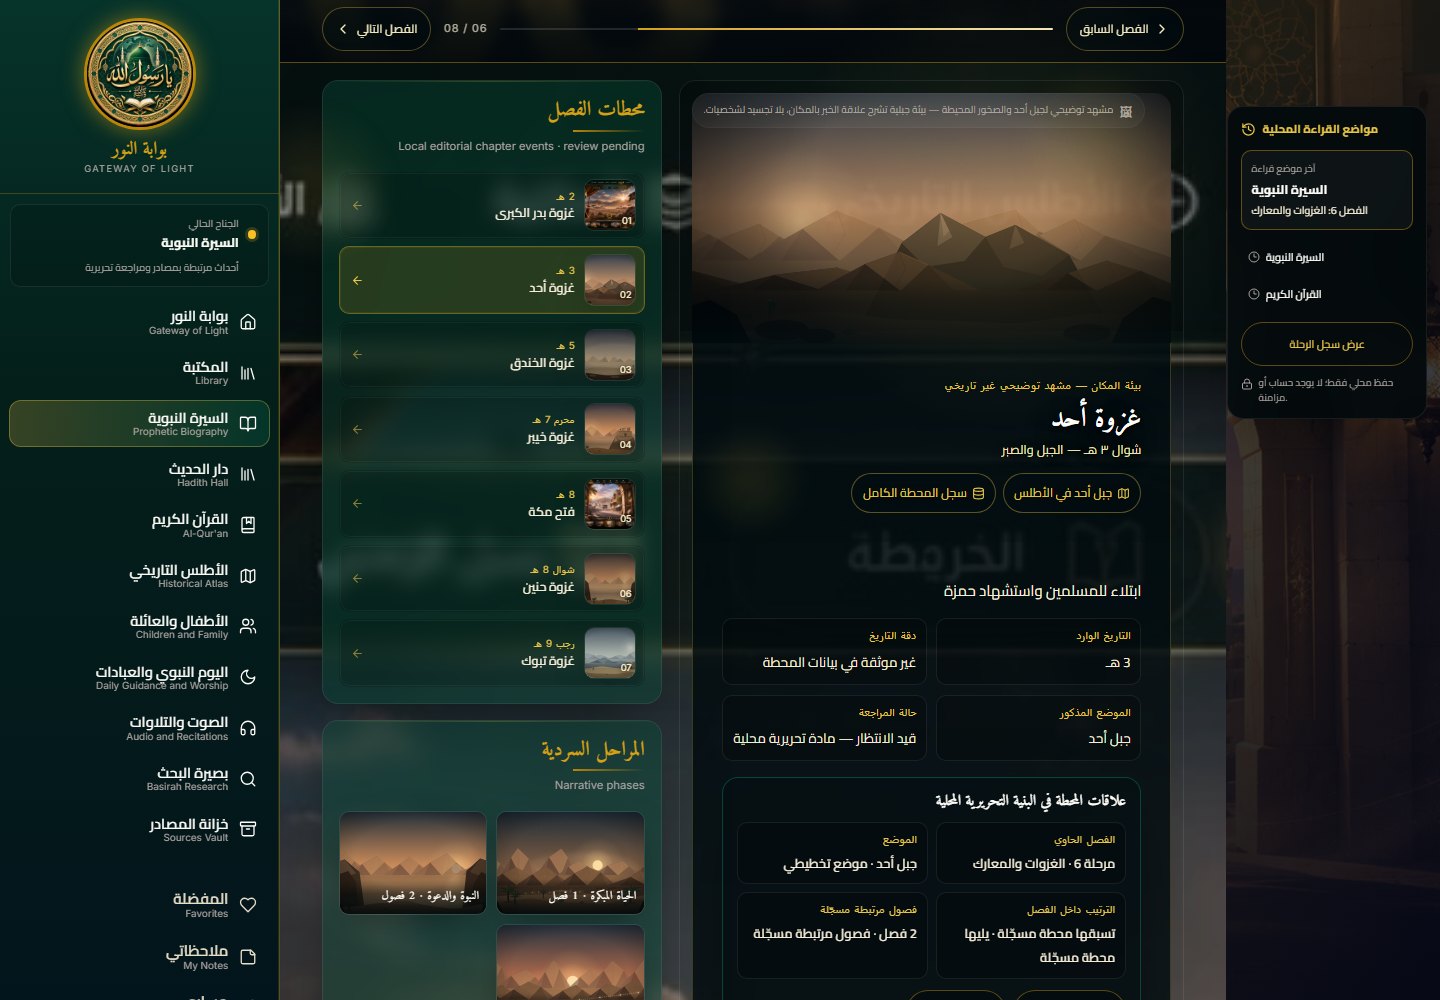 يا رسول الله
بوابة النور
GATEWAY OF LIGHT
الجناح الحالي
السيرة النبوية
أحداث مرتبطة بمصادر ومراجعة تحريرية
بوابة النور
Gateway of Light
المكتبة
Library
السيرة النبوية
Prophetic Biography
دار الحديث
Hadith Hall
القرآن الكريم
Al-Qur'an
الأطلس التاريخي
Historical Atlas
الأطفال والعائلة
Children and Family
اليوم النبوي والعبادات
Daily Guidance and Worship
الصوت والتلاوات
Audio and Recitations
بصيرة البحث
Basirah Research
خزانة المصادر
Sources Vault
المفضلة
Favorites
ملاحظاتي
My Notes
الفصل السابق
08 / 06
الفصل التالي
مواضع القراءة المحلية
آخر موضع قراءة
السيرة النبوية
الفصل 6: الغزوات والمعارك
السيرة النبوية
القرآن الكريم
عرض سجل الرحلة
حفظ محلي فقط؛ لا يوجد حساب أو
مزامنة.
مشهد توضيحي لجبل أحد والصخور المحيطة — بيئة جبلية تشرح علاقة الخبر بالمكان، بلا تجسيد لشخصيات.
بيئة المكان — مشهد توضيحي غير تاريخي
غزوة أحد
شوال ٣ هـ — الجبل والصبر
جبل أحد في الأطلس
سجل المحطة الكامل
الخريطة
ابتلاء للمسلمين واستشهاد حمزة
التاريخ الوارد
3 هـ
دقة التاريخ
غير موثقة في بيانات المحطة
الموضع المذكور
جبل أحد
حالة المراجعة
قيد الانتظار — مادة تحريرية محلية
علاقات المحطة في البنية التحريرية المحلية
الفصل الحاوي
مرحلة 6 · الغزوات والمعارك
الموضع
جبل أحد · موضع تخطيطي
الترتيب داخل الفصل
تسبقها محطة مسجّلة · يليها
محطة مسجّلة
فصول مرتبطة مسجّلة
2 فصل · فصول مرتبطة مسجّلة
محطات الفصل
Local editorial chapter events · review pending
2 هـ
غزوة بدر الكبرى
01
3 هـ
غزوة أحد
02
5 هـ
غزوة الخندق
03
محرم 7 هـ
غزوة خيبر
04
8 هـ
فتح مكة
05
شوال 8 هـ
غزوة حنين
06
رجب 9 هـ
غزوة تبوك
07
المراحل السردية
Narrative phases
الحياة المبكرة · 1 فصل
النبوة والدعوة · 2 فصول